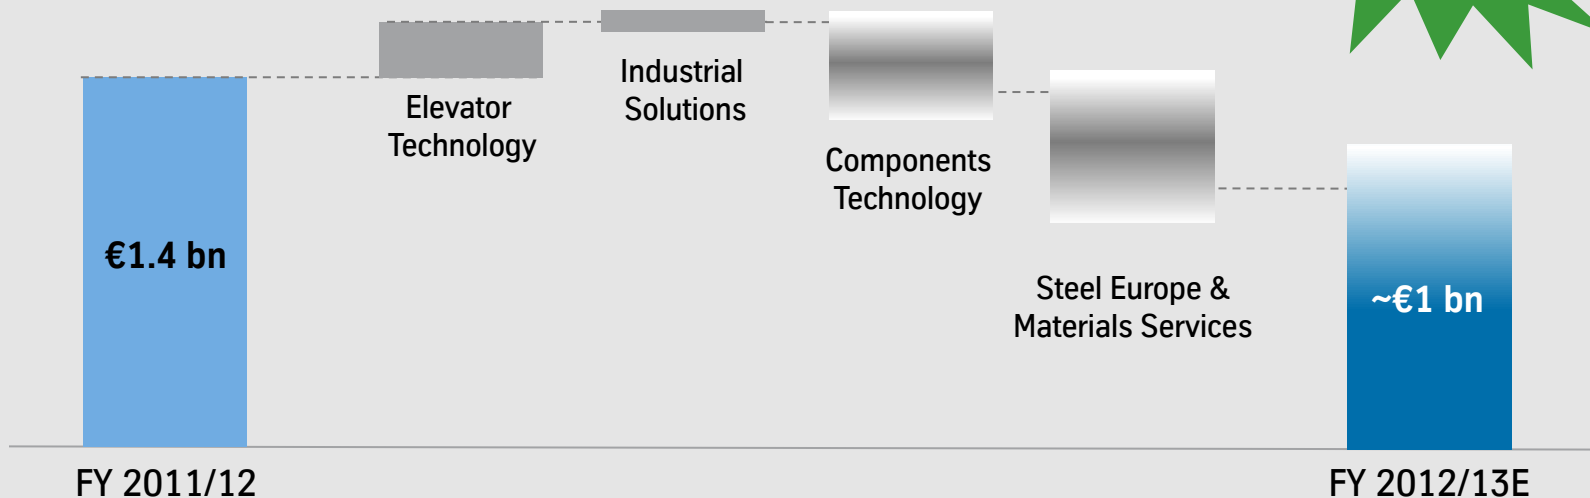 Elevator
Technology
Industrial
Solutions
Components
Technology
Steel Europe &
Materials Services
€1.4 bn
~€1 bn
FY 2011/12
FY 2012/13E